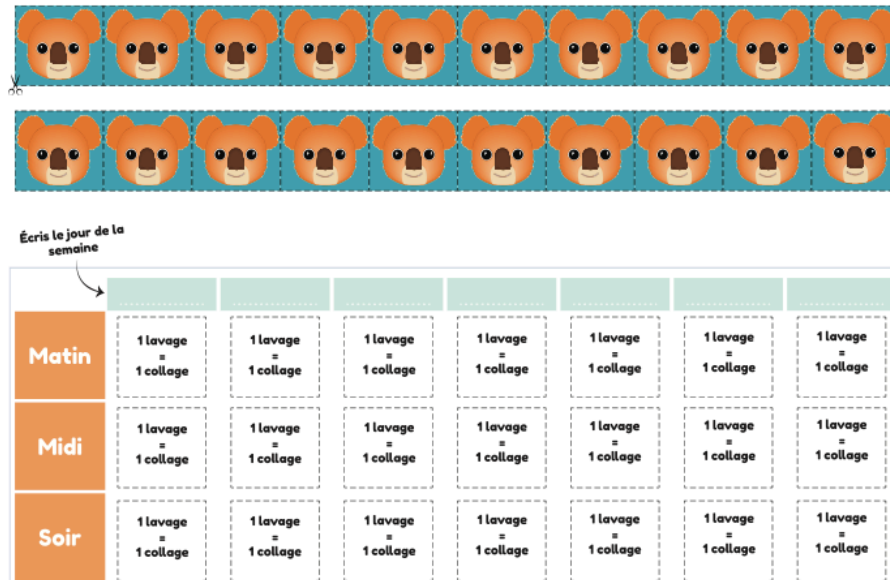 Écris le jour de la
semaine
Matin
1 lavage
=
1 collage
1 lavage
=
1 collage
1 lavage
=
1 collage
1 lavage
=
1 collage
1 lavage
=
1 collage
1 lavage
=
1 collage
1 lavage
=
1 collage
Midi
1 lavage
=
1 collage
1 lavage
=
1 collage
1 lavage
=
1 collage
1 lavage
=
1 collage
1 lavage
=
1 collage
1 lavage
=
1 collage
1 lavage
=
1 collage
Soir
1 lavage
=
1 collage
1 lavage
=
1 collage
1 lavage
=
1 collage
1 lavage
=
1 collage
1 lavage
=
1 collage
1 lavage
=
1 collage
1 lavage
=
1 collage